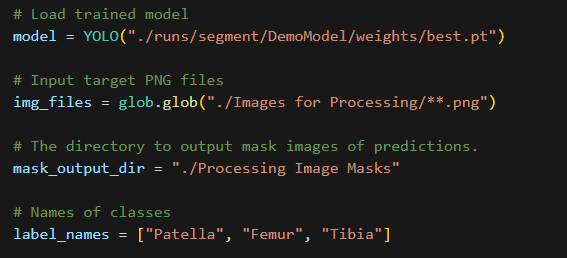 # Load trained model
model = YOLO("./runs/segment/DemoModel/weights/best.pt")
# Input target PNG files
img_files = glob.glob("./Images for Processing/**.png")
# The directory to output mask images of predictions.
mask_output_dir = "./Processing Image Masks"
# Names of classes
label_names = ["Patella", "Femur", "Tibia"]